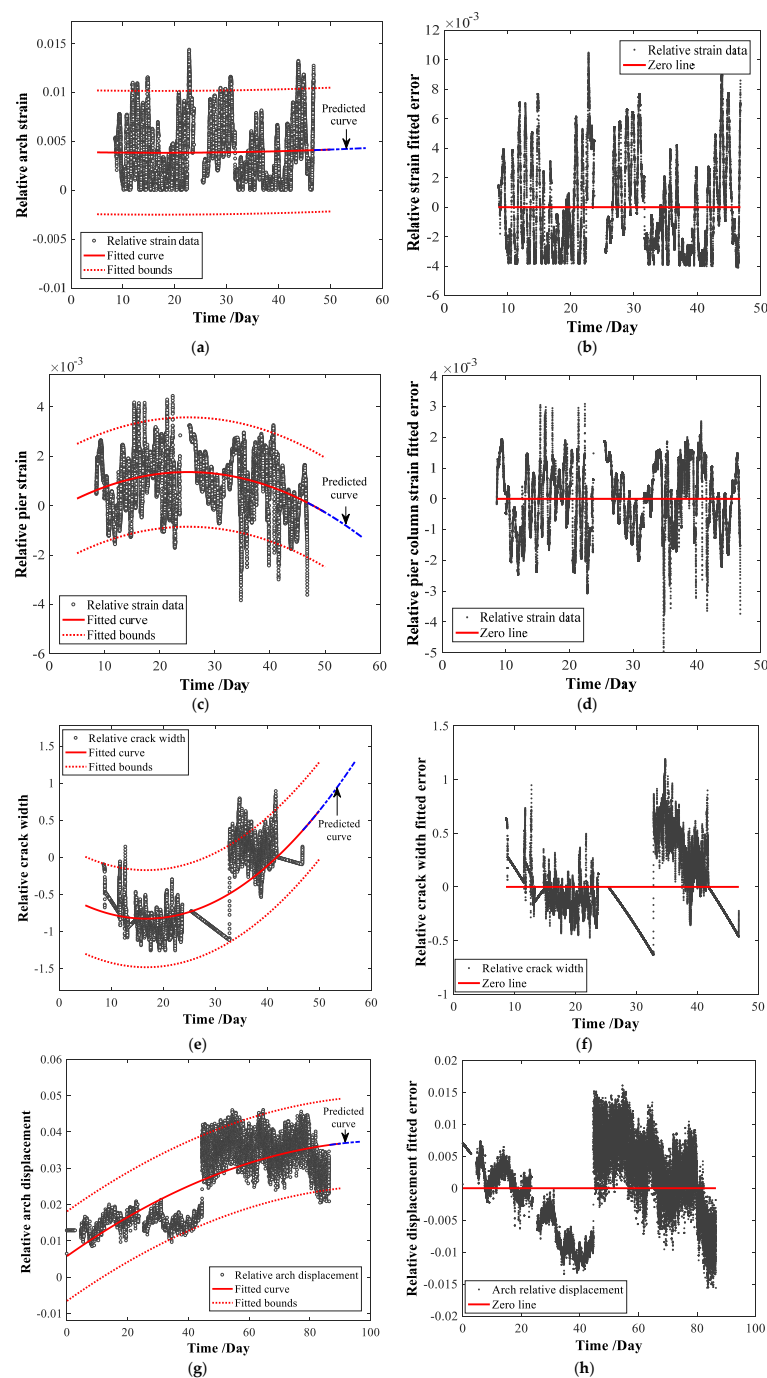 0.015
0.01
0.005
0
-0.005
-0.01
0 10 20 30 40 50 60
Relative arch strain
Time /Day
Predicted
curve
Relative strain data
Fitted curve
Fitted bounds
(a)
×10⁻³
12
10
8
6
4
2
0
-2
-4
-6
0 10 20 30 40 50
Relative strain fitted error
Time /Day
Relative strain data
Zero line
(b)
×10⁻³
4
2
0
-2
-4
-6
0 10 20 30 40 50 60
Relative pier strain
Time /Day
Predicted
curve
Relative strain data
Fitted curve
Fitted bounds
(c)
×10⁻³
4
3
2
1
0
-1
-2
-3
-4
-5
0 10 20 30 40 50
Relative pier column strain fitted error
Time /Day
Relative strain data
Zero line
(d)
1.5
1
0.5
0
-0.5
-1
-1.5
0 10 20 30 40 50 60
Relative crack width
Time /Day
Relative crack width
Fitted curve
Fitted bounds
Predicted
curve
(e)
1.5
1
0.5
0
-0.5
-1
0 10 20 30 40 50
Relative crack width fitted error
Time /Day
Relative crack width
Zero line
(f)
0.06
0.05
0.04
0.03
0.02
0.01
0
-0.01
0 20 40 60 80 100
Relative arch displacement
Time /Day
Predicted
curve
Relative arch displacement
Fitted curve
Fitted bounds
(g)
0.02
0.015
0.01
0.005
0
-0.005
-0.01
-0.015
-0.02
0 20 40 60 80 100
Relative displacement fitted error
Time /Day
Arch relative displacement
Zero line
(h)